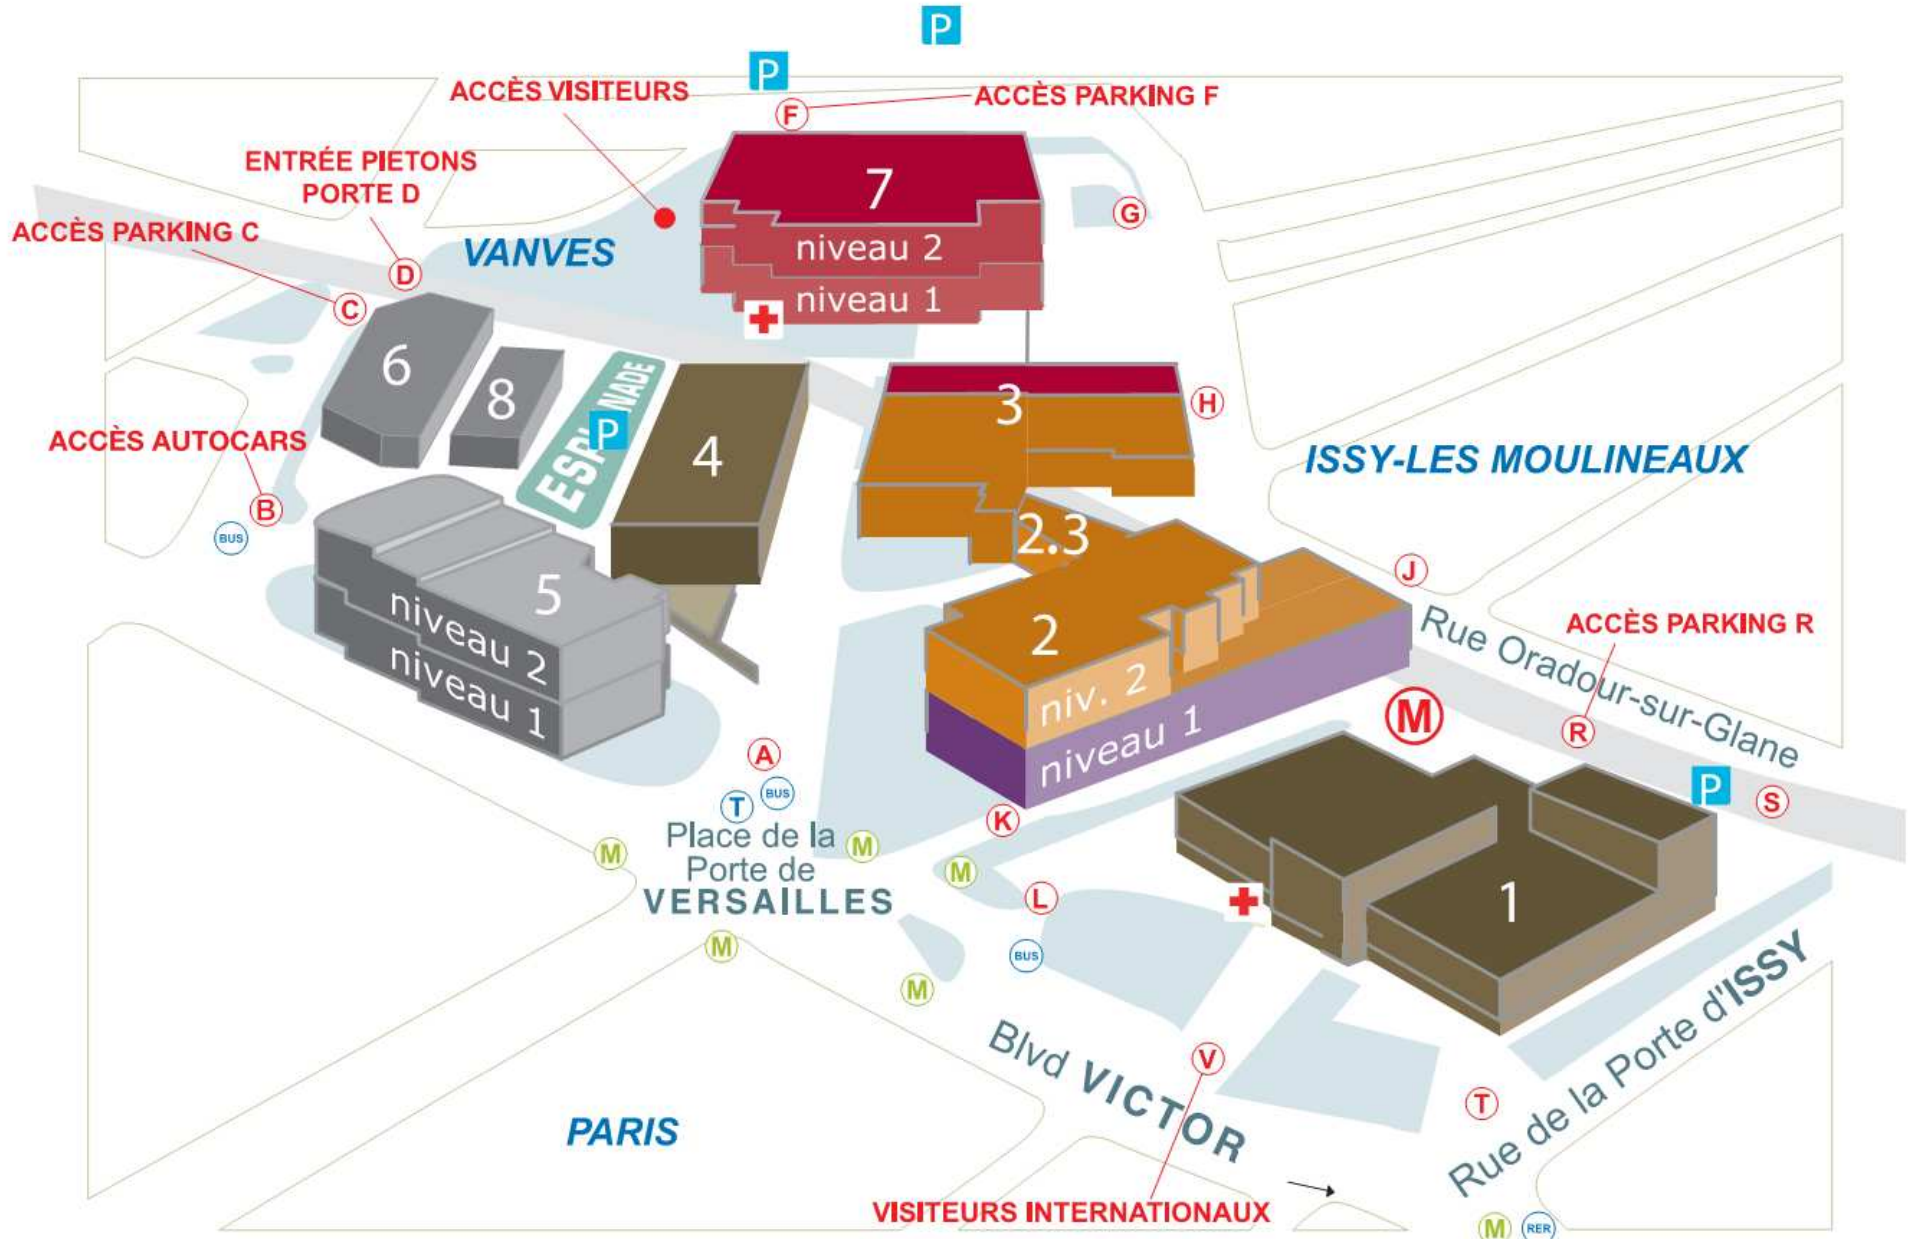 P
P
ACCÈS VISITEURS
F
ACCÈS PARKING F
ENTRÉE PIETONS
PORTE D
7
G
ACCÈS PARKING C
VANVES
niveau 2
D
niveau 1
C
6
8
ESPL NADE
P
4
3
H
ACCÈS AUTOCARS
ISSY-LES MOULINEAUX
B
BUS
2.3
5
niveau 2
niveau 1
J
2
niv. 2
niveau 1
Rue Oradour-sur-Glane
ACCÈS PARKING R
M
R
A
T
BUS
P
S
K
Place de la
Porte de
VERSAILLES
M
M
M
L
1
M
BUS
M
Blvd VICTOR
V
T
Rue de la Porte d'ISSY
PARIS
VISITEURS INTERNATIONAUX
M
RER